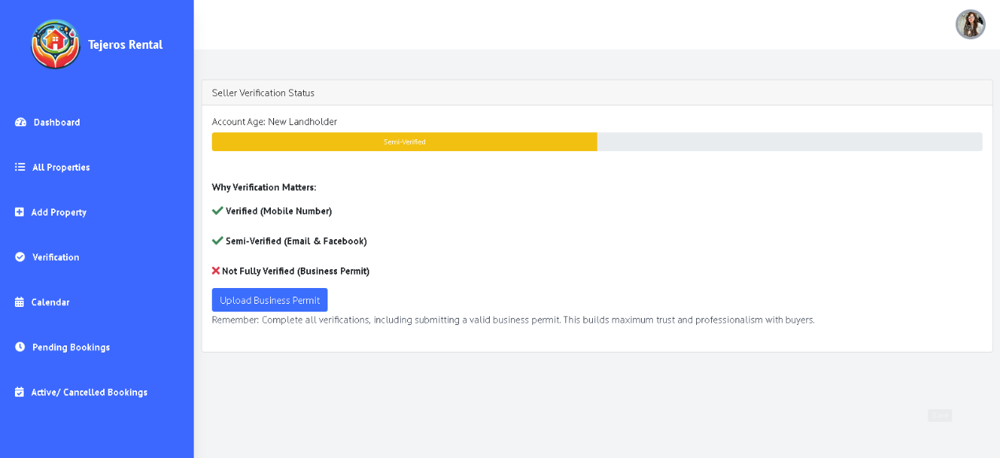 Tejeros Rental
Dashboard
All Properties
Add Property
Verification
Calendar
Pending Bookings
Active/ Cancelled Bookings
Seller Verification Status
Account Age: New Landholder
Semi-Verified
Why Verification Matters:
Verified (Mobile Number)
Semi-Verified (Email & Facebook)
Not Fully Verified (Business Permit)
Upload Business Permit
Remember: Complete all verifications, including submitting a valid business permit. This builds maximum trust and professionalism with buyers.